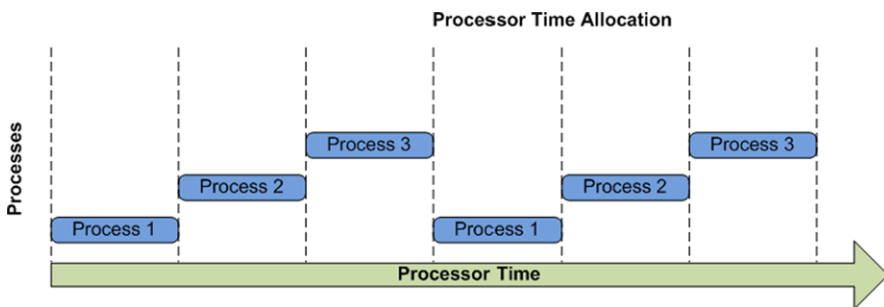 Processor Time Allocation
Processes
Process 3
Process 3
Process 2
Process 2
Process 1
Process 1
Processor Time